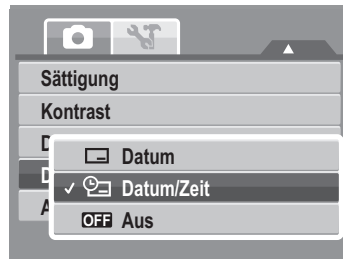 Sättigung
Kontrast
D
Datum
D
Datum/Zeit
A
OFF Aus